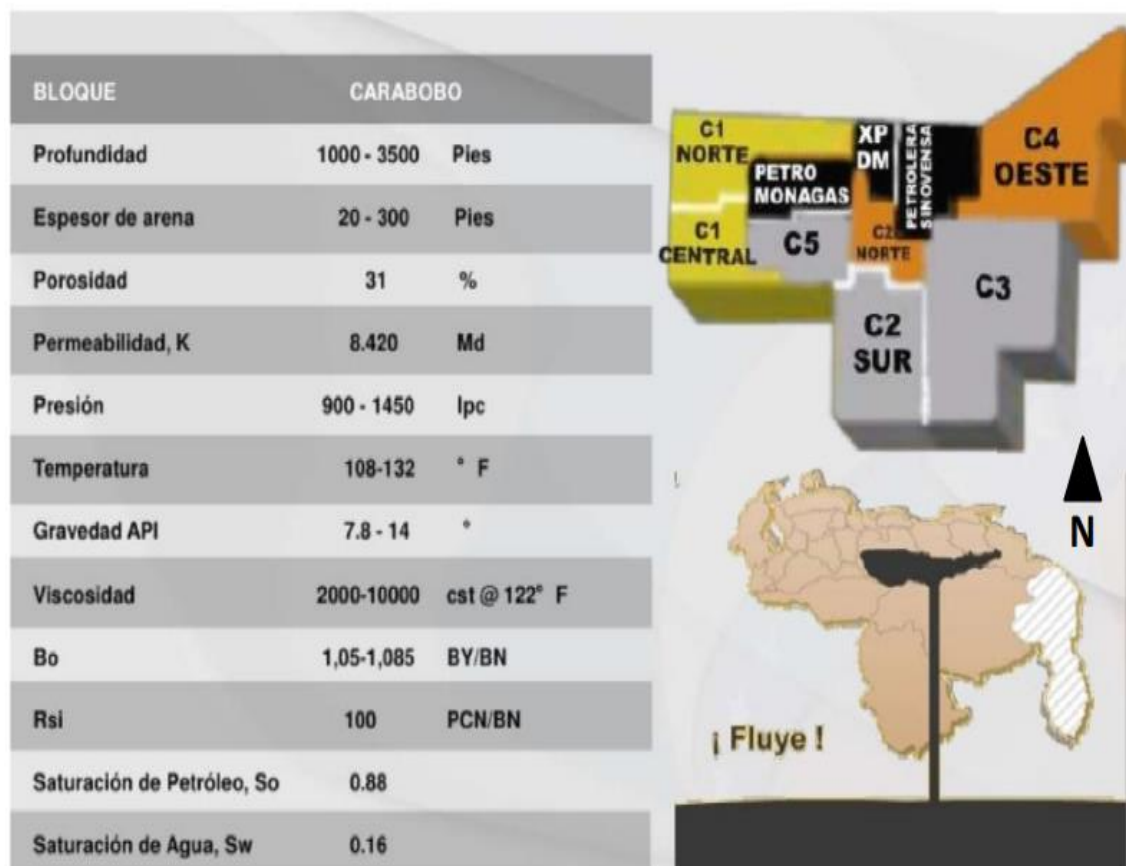 BLOQUE CARABOBO
Profundidad 1000 - 3500 Pies
Espesor de arena 20 - 300 Pies
Porosidad 31 %
Permeabilidad, K 8.420 Md
Presión 900 - 1450 lpc
Temperatura 108-132 ° F
Gravedad API 7.8 - 14 °
Viscosidad 2000-10000 cst @ 122° F
Bo 1,05-1,085 BY/BN
Rsi 100 PCN/BN
Saturación de Petróleo, So 0.88
Saturación de Agua, Sw 0.16
C1
NORTE
PETRO
MONAGAS
XP
DM
PETROLERA
SINOVENSA
C4
OESTE
C1
CENTRAL
C5
C2
NORTE
C3
C2
SUR
N
¡ Fluye !